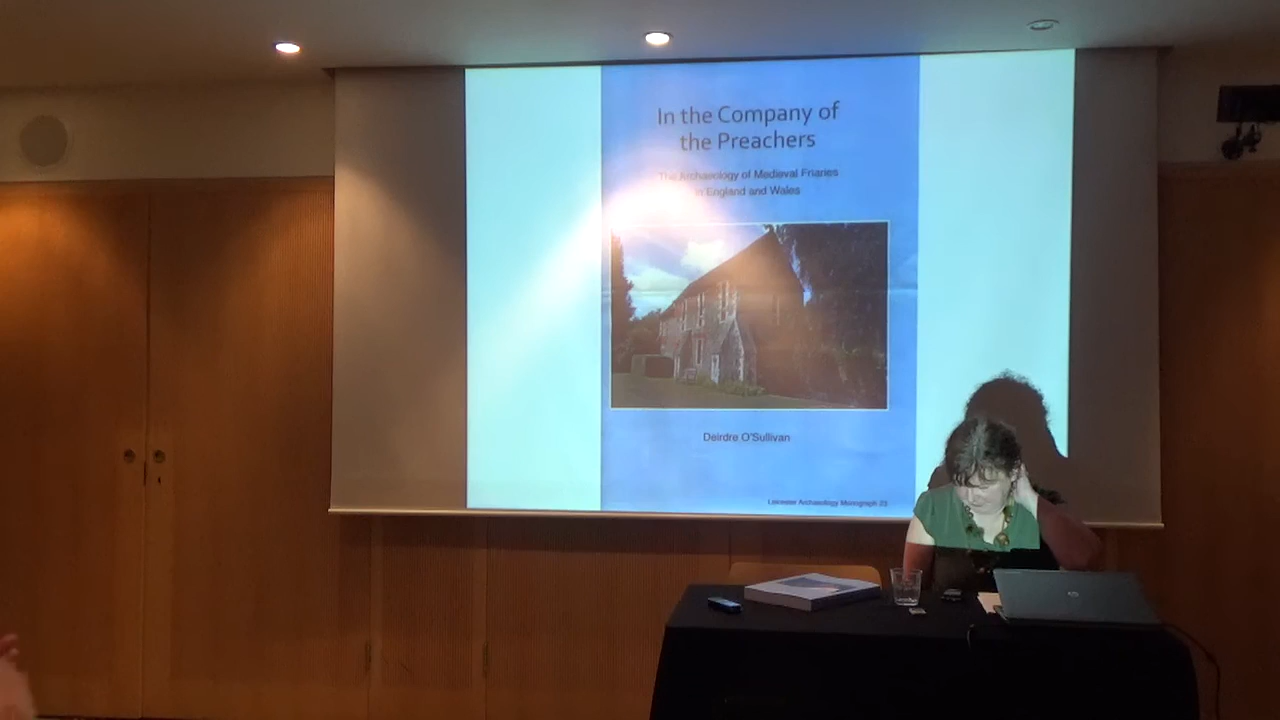 In the Company of
the Preachers
The Archaeology of Medieval Friaries
in England and Wales
Deirdre O'Sullivan
Leicester Archaeology Monograph 23
hp